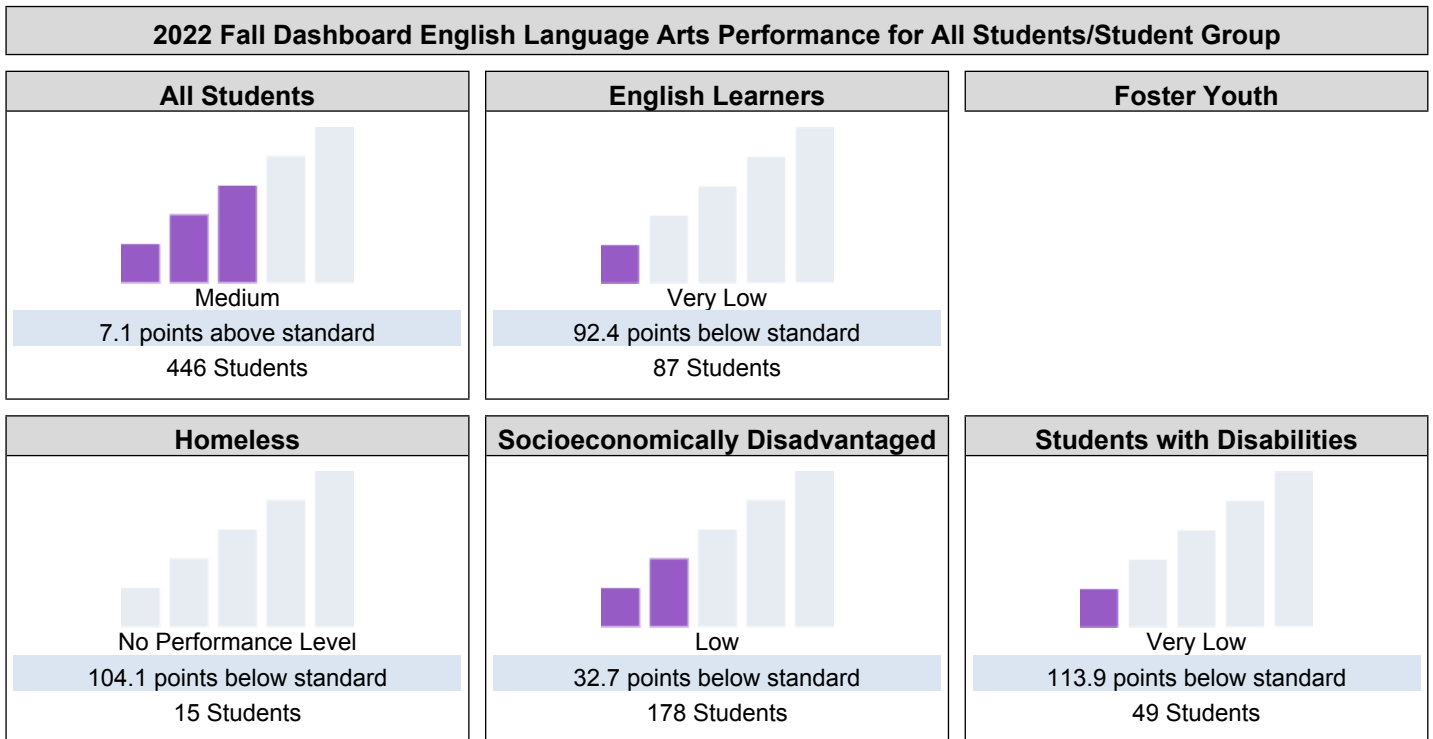 2022 Fall Dashboard English Language Arts Performance for All Students/Student Group
All Students
Medium
7.1 points above standard
446 Students
English Learners
Very Low
92.4 points below standard
87 Students
Foster Youth
Homeless
No Performance Level
104.1 points below standard
15 Students
Socioeconomically Disadvantaged
Low
32.7 points below standard
178 Students
Students with Disabilities
Very Low
113.9 points below standard
49 Students